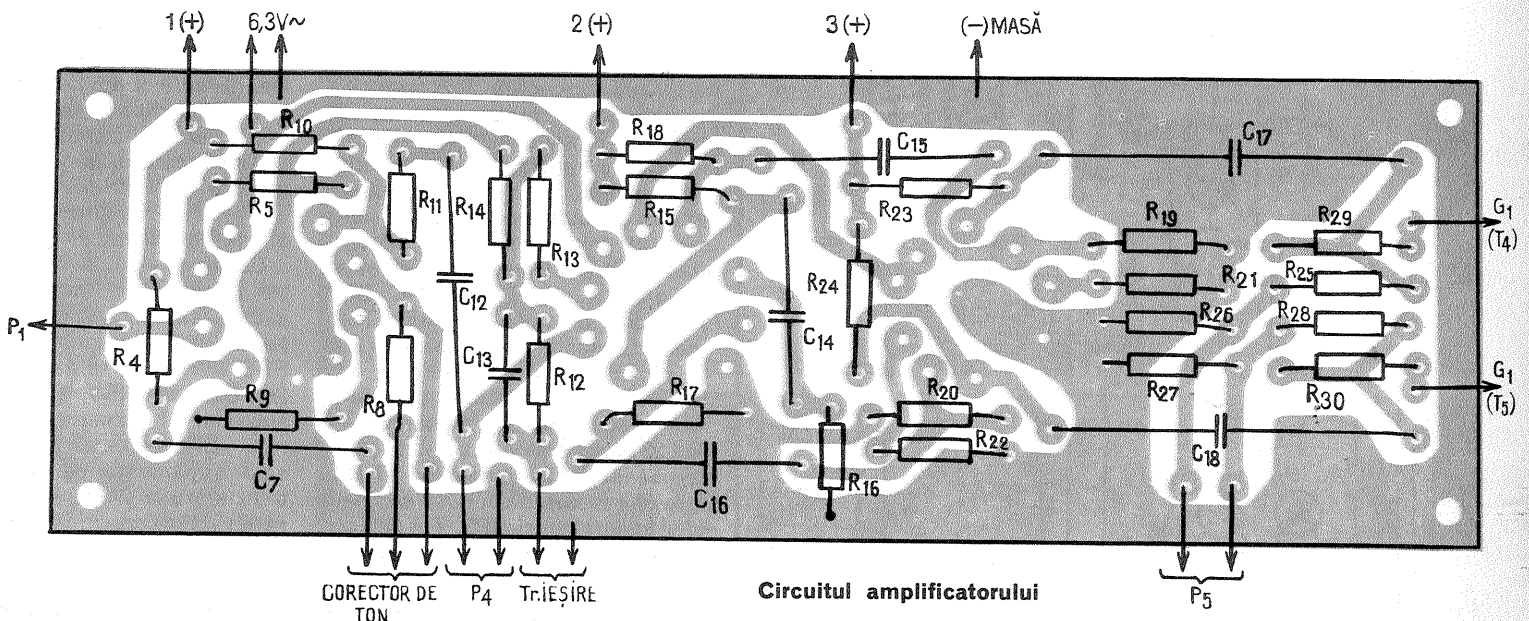 1 (+) 6,3V~ 2 (+) 3 (+) (–) MASĂ
R10
R18
C15
C17
R5
R11
R14
R15
R23
R13
R19
R29
G1
(T4)
C12
R24
R21
R25
P1
R4
C13
C14
R26
R28
R9
R8
R12
R17
R20
R27
R30
G1
(T5)
C7
C16
R16
R22
C18
CORECTOR DE
TON
P4
Tr.IEȘIRE
Circuitul amplificatorului
P5